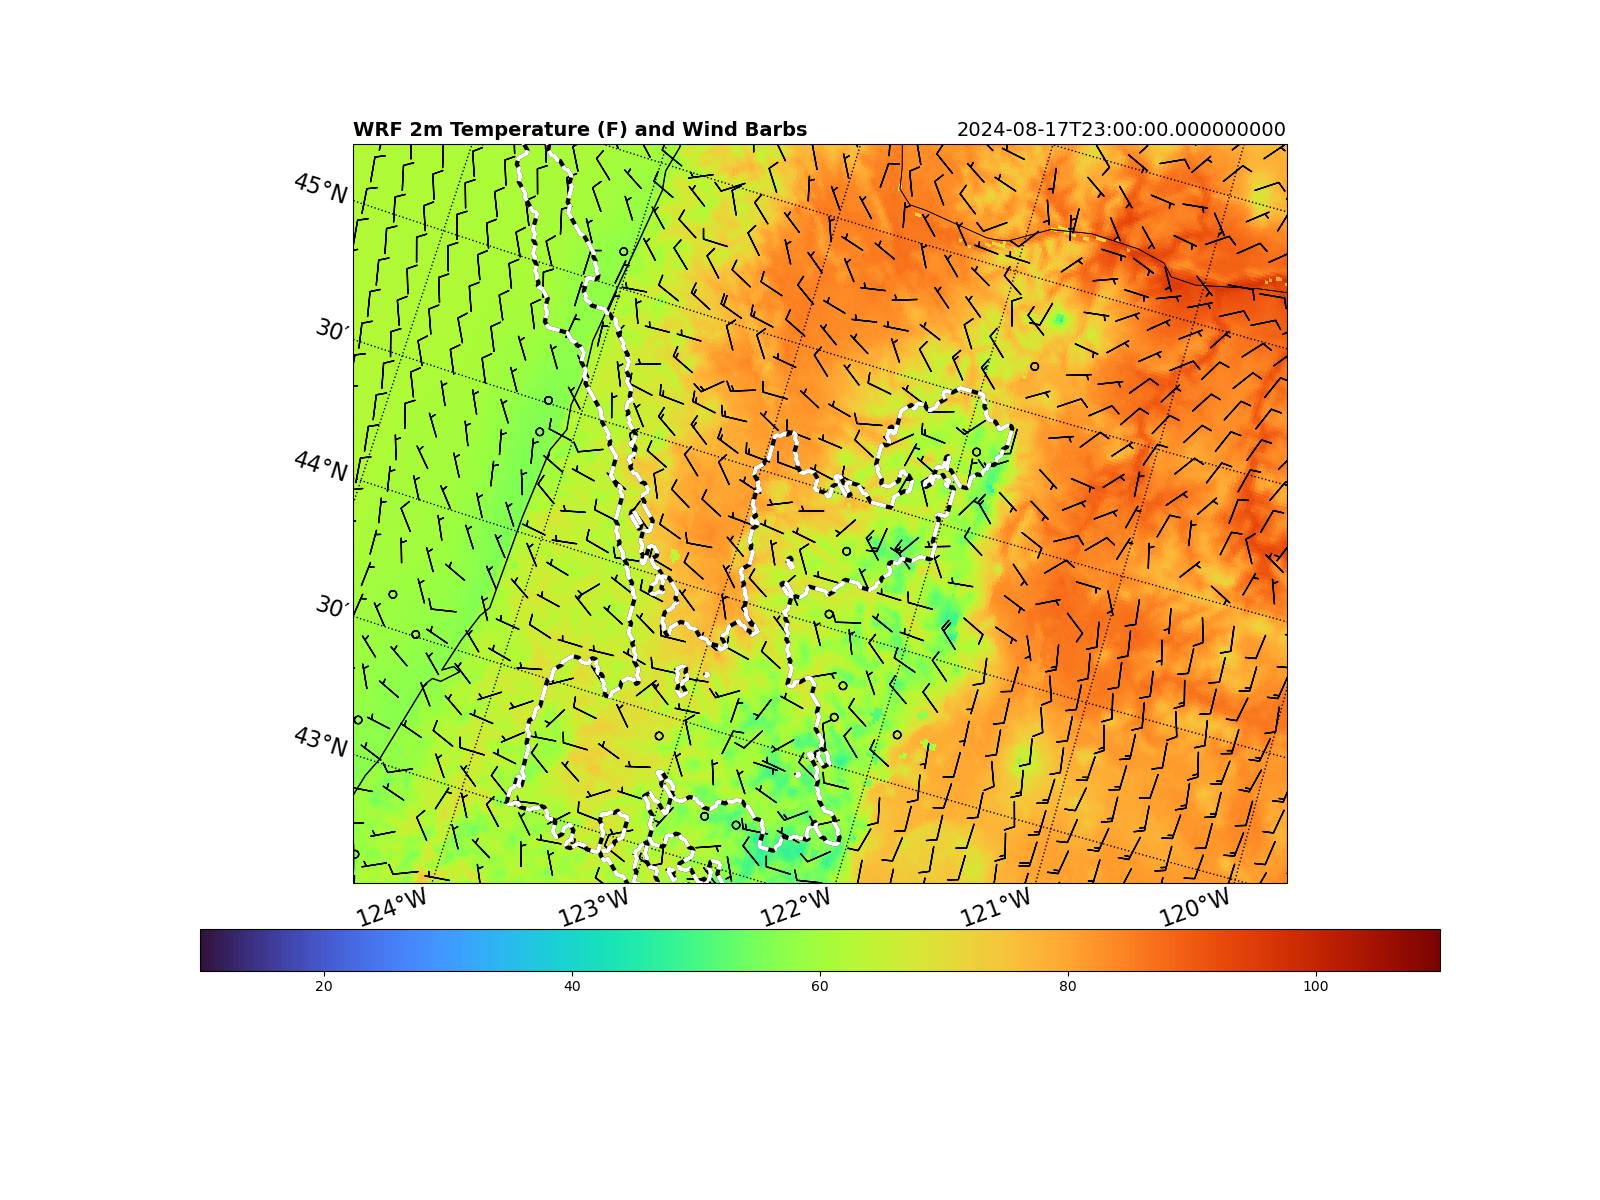 WRF 2m Temperature (F) and Wind Barbs
2024-08-17T23:00:00.000000000
45°N
30′
44°N
30′
43°N
124°W
123°W
122°W
121°W
120°W
20
40
60
80
100